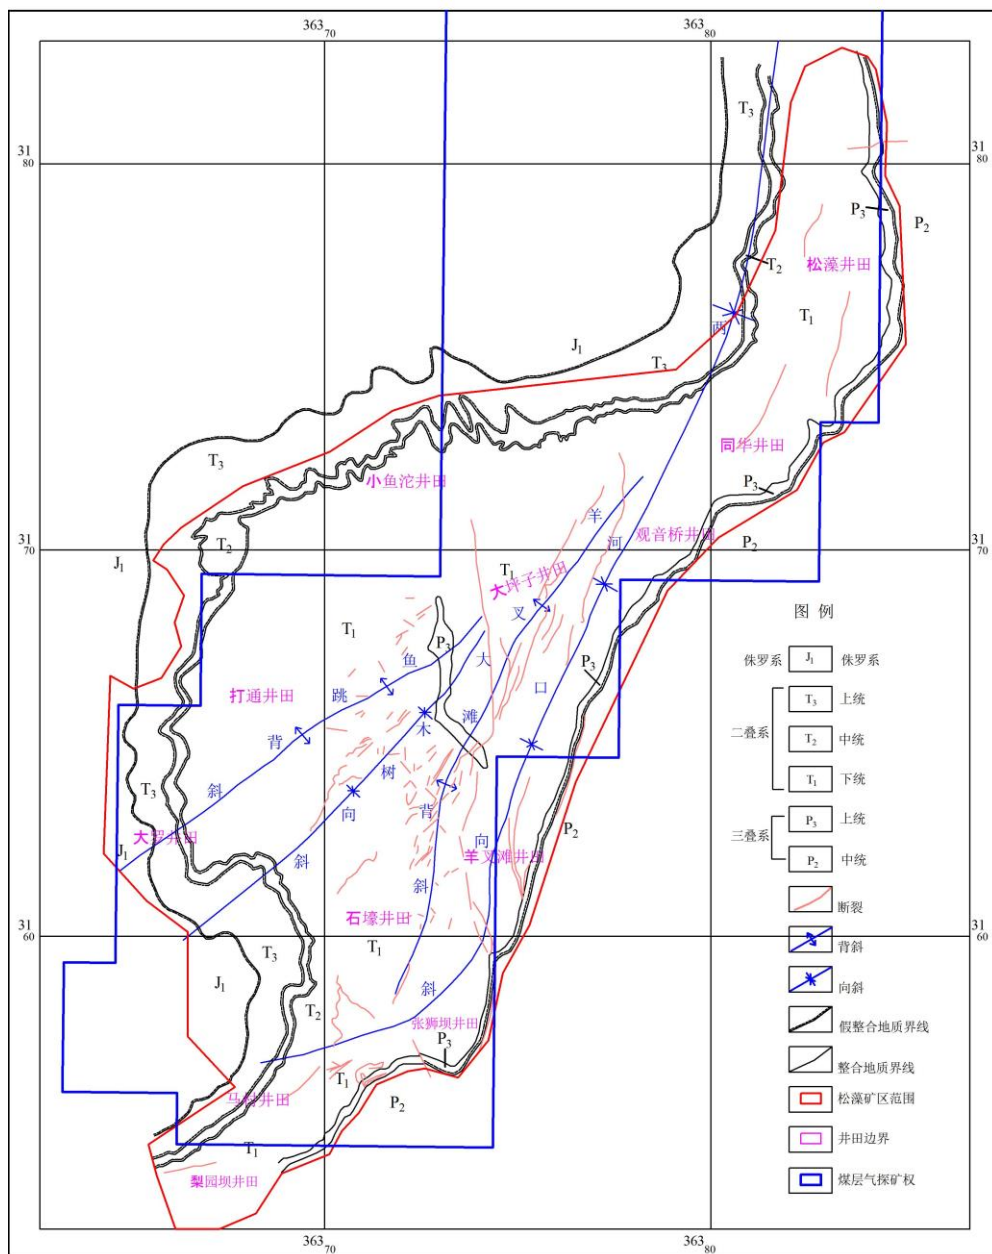 363 70
363 80
31 80
31 80
T3
P3
P2
T2
松藻井田
T1
两
J1
T3
同华井田
T3
小鱼沱井田
P3
羊
河
观音桥井田
P2
31 70
31 70
T2
J1
T1
大坪子井田
叉
图 例
T1
P3
鱼
大
P3
口
侏罗系 J1 侏罗系
打通井田
跳
木
滩
T3 上统
背
树
二叠系 T2 中统
T3
斜
向
背
T1 下统
大罗井田
J1
P2
三叠系 P3 上统
向
羊叉滩井田
P2 中统
斜
斜
断裂
石壕井田
31 60
31 60
T1
背斜
T3
J1
斜
向斜
T2
张狮坝井田
假整合地质界线
P3
T1
整合地质界线
马村井田
P2
松藻矿区范围
T1
井田边界
梨园坝井田
煤层气探矿权
363 70
363 80